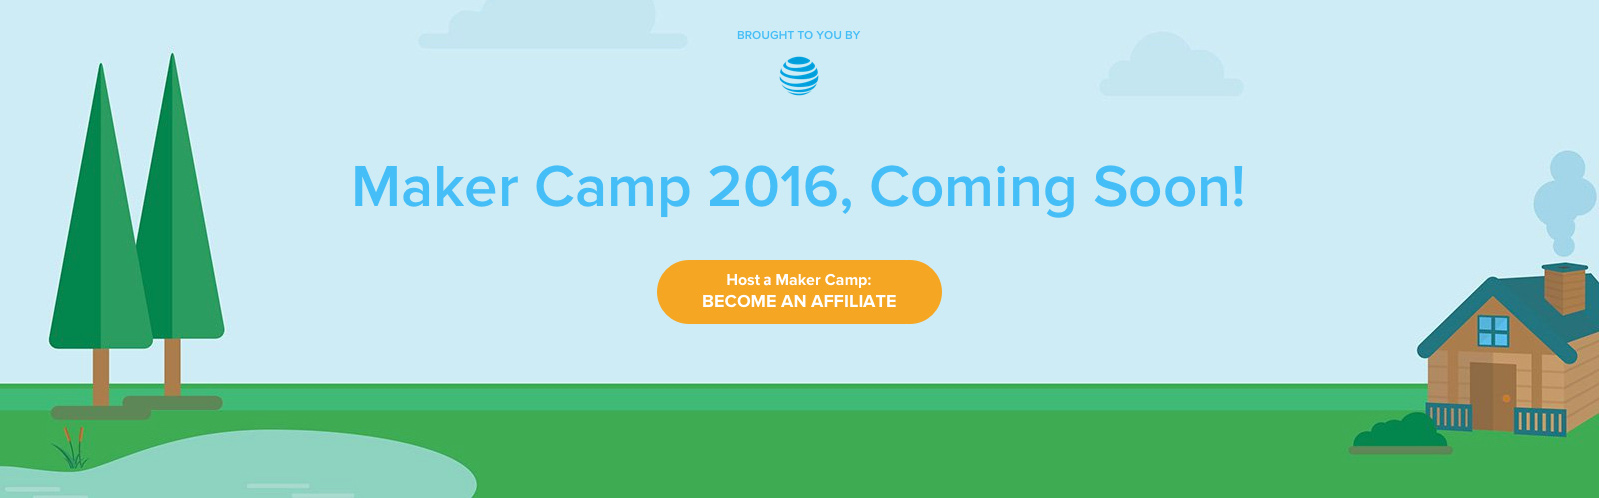 BROUGHT TO YOU BY
Maker Camp 2016, Coming Soon!
Host a Maker Camp:
BECOME AN AFFILIATE